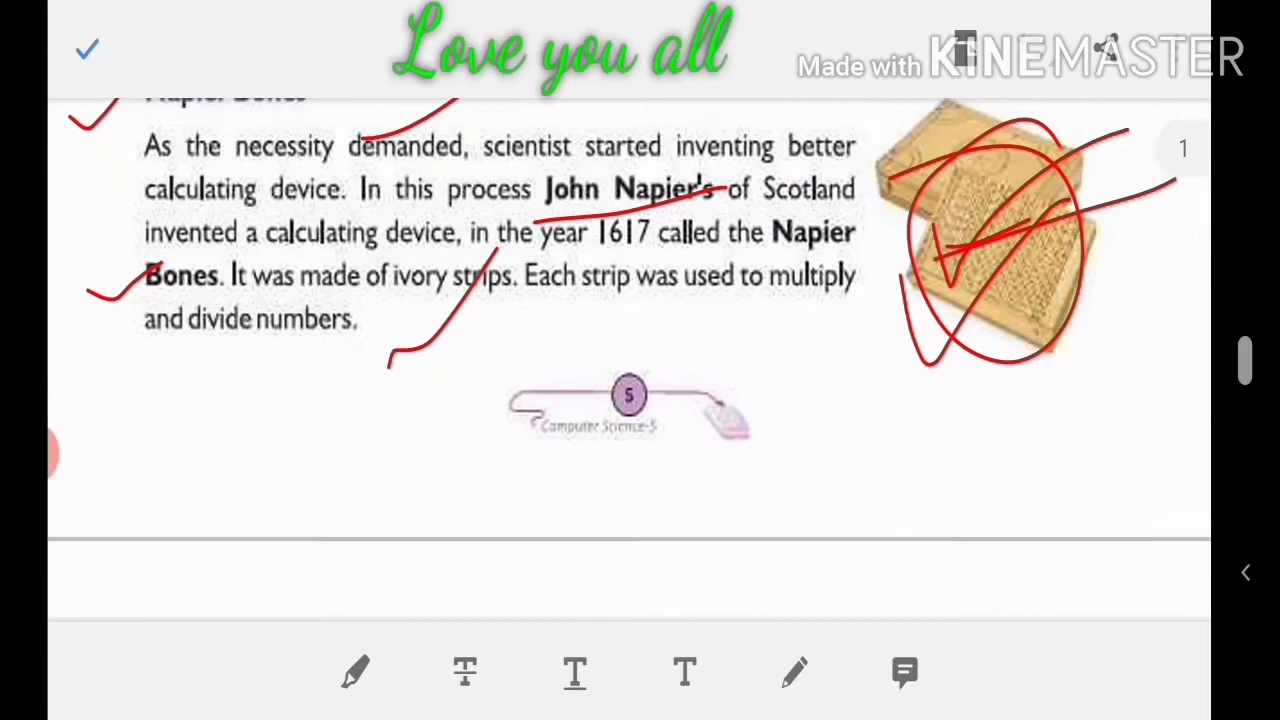 Love you all
Made with KINEMASTER
Napier Bones
1
As the necessity demanded, scientist started inventing better
calculating device. In this process John Napier's of Scotland
invented a calculating device, in the year 1617 called the Napier
Bones. It was made of ivory strips. Each strip was used to multiply
and divide numbers.
5
Computer Science-5